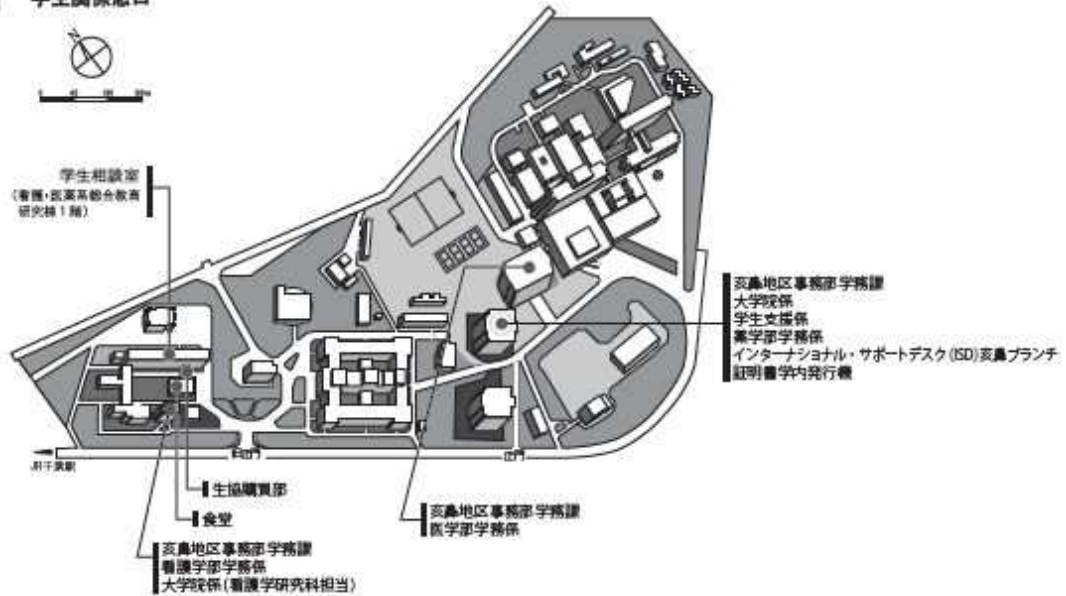 学生関係窓口
N
学生相談室
(看護・医薬系総合教育
研究棟1階)
亥鼻地区事務部学務課
大学院係
学生支援係
薬学部学務係
インターナショナル・サポートデスク(ISD)亥鼻ブランチ
証明書学内発行機
JR千葉駅
生協購買部
食堂
亥鼻地区事務部学務課
医学部学務係
亥鼻地区事務部学務課
看護学部学務係
大学院係(看護学研究科担当)